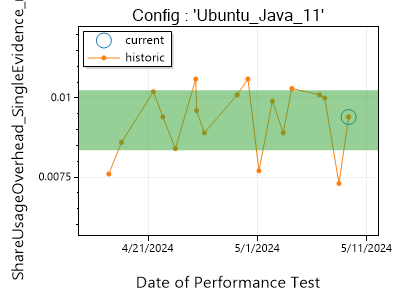 Config : 'Ubuntu_Java_11'
current
historic
ShareUsageOverhead_SingleEvidence_
0.01
0.0075
4/21/2024
5/1/2024
5/11/2024
Date of Performance Test